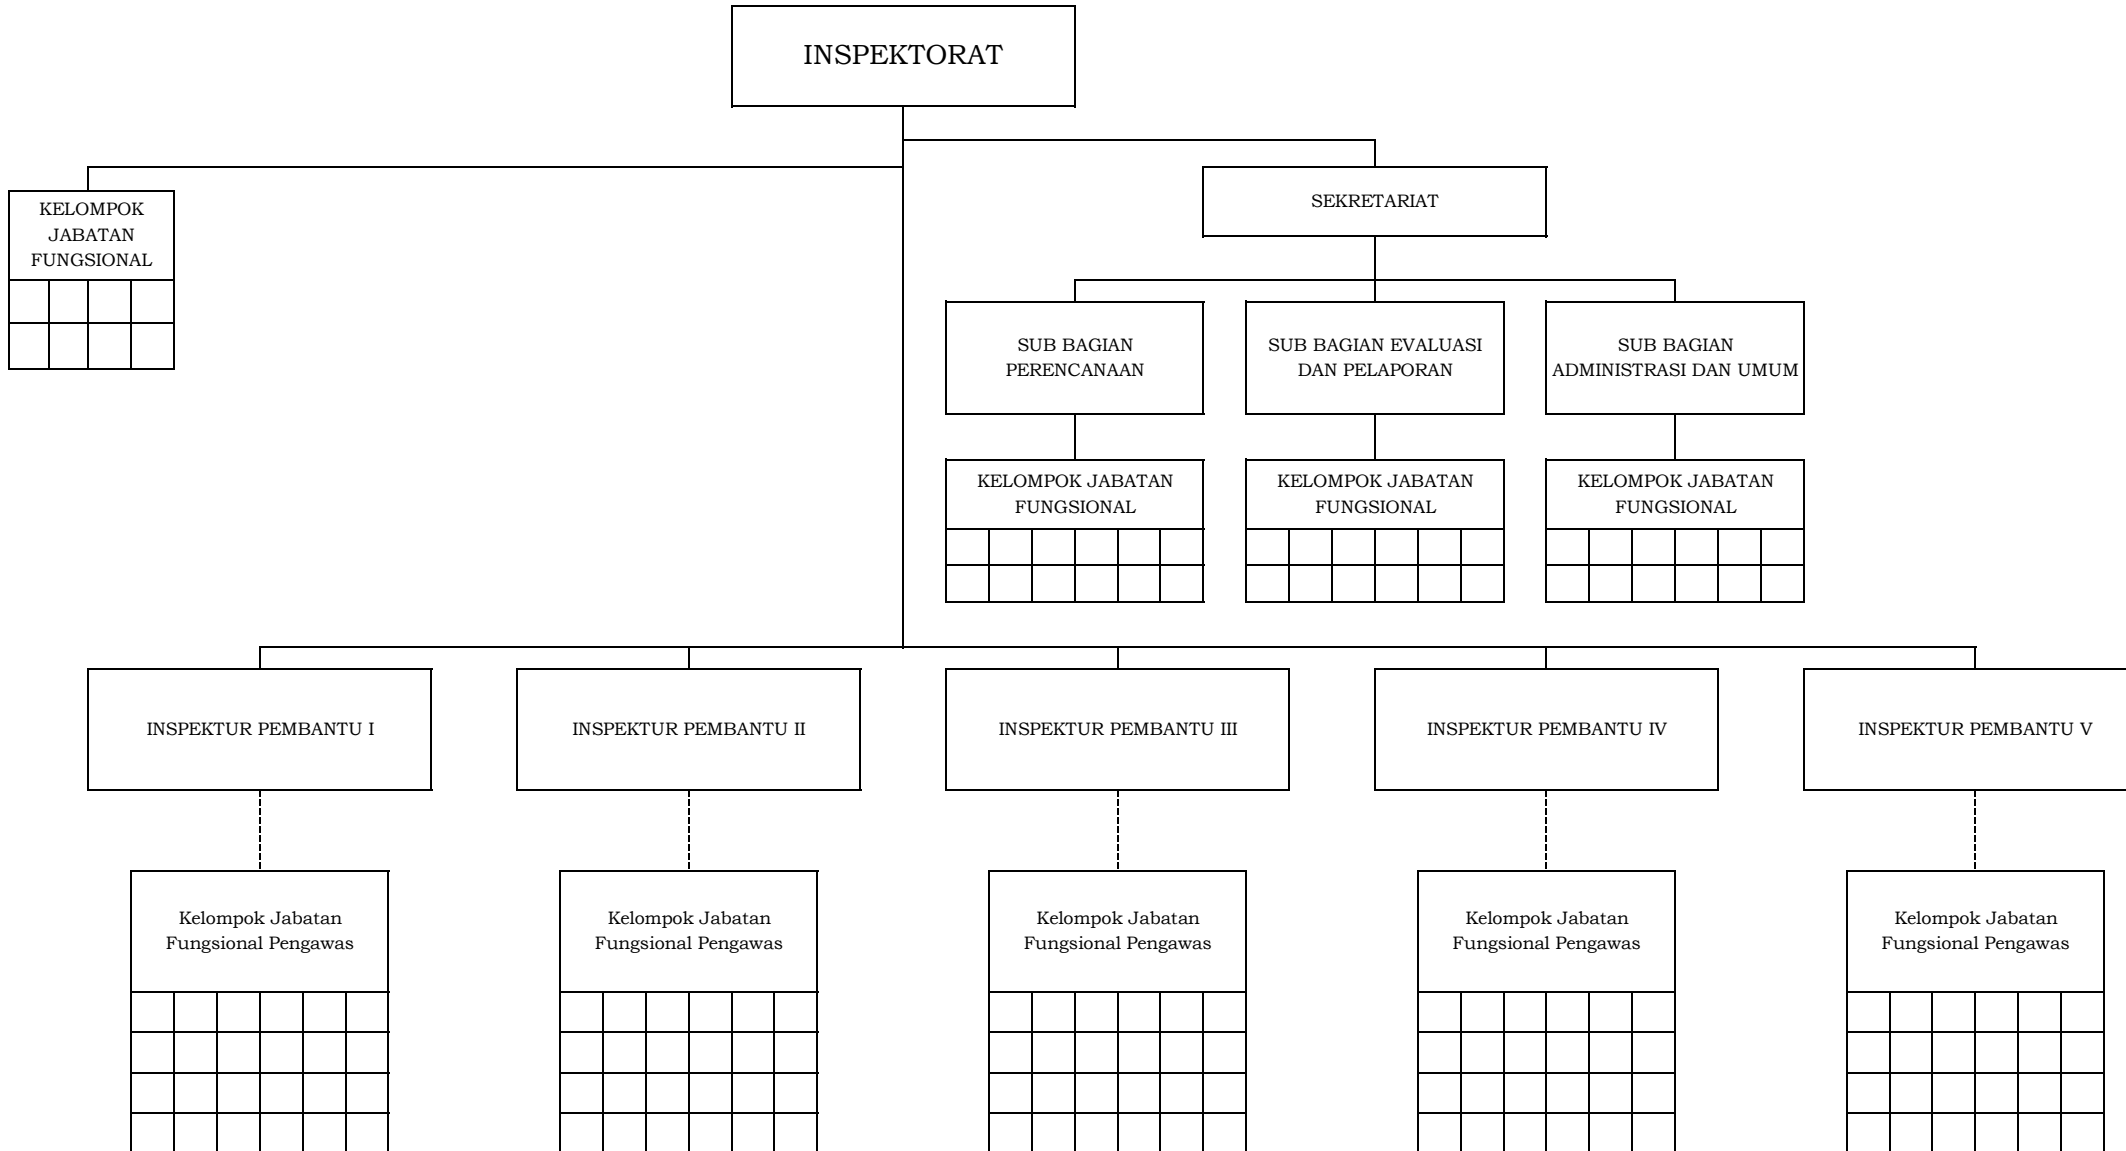 INSPEKTORAT
KELOMPOK
JABATAN
FUNGSIONAL
SEKRETARIAT
SUB BAGIAN
PERENCANAAN
SUB BAGIAN EVALUASI
DAN PELAPORAN
SUB BAGIAN
ADMINISTRASI DAN UMUM
KELOMPOK JABATAN
FUNGSIONAL
KELOMPOK JABATAN
FUNGSIONAL
KELOMPOK JABATAN
FUNGSIONAL
INSPEKTUR PEMBANTU I
INSPEKTUR PEMBANTU II
INSPEKTUR PEMBANTU III
INSPEKTUR PEMBANTU IV
INSPEKTUR PEMBANTU V
Kelompok Jabatan
Fungsional Pengawas
Kelompok Jabatan
Fungsional Pengawas
Kelompok Jabatan
Fungsional Pengawas
Kelompok Jabatan
Fungsional Pengawas
Kelompok Jabatan
Fungsional Pengawas